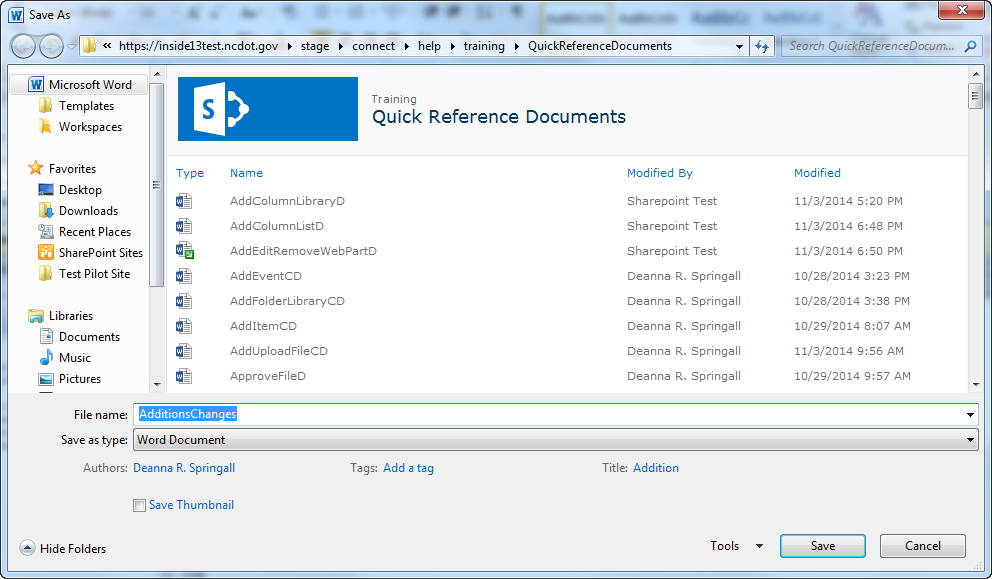 Save As
« https://inside13test.ncdot.gov ▸ stage ▸ connect ▸ help ▸ training ▸ QuickReferenceDocuments
Search QuickReferenceDocum...
Microsoft Word
Templates
Workspaces
Favorites
Desktop
Downloads
Recent Places
SharePoint Sites
Test Pilot Site
Libraries
Documents
Music
Pictures
S
Training
Quick Reference Documents
Type Name Modified By Modified
AddColumnLibraryD Sharepoint Test 11/3/2014 5:20 PM
AddColumnListD Sharepoint Test 11/3/2014 6:48 PM
AddEditRemoveWebPartD Sharepoint Test 11/3/2014 6:50 PM
AddEventCD Deanna R. Springall 10/28/2014 3:23 PM
AddFolderLibraryCD Deanna R. Springall 10/28/2014 3:38 PM
AddItemCD Deanna R. Springall 10/29/2014 8:07 AM
AddUploadFileCD Deanna R. Springall 11/3/2014 9:56 AM
ApproveFileD Deanna R. Springall 10/29/2014 9:57 AM
File name: AdditionsChanges
Save as type: Word Document
Authors: Deanna R. Springall Tags: Add a tag Title: Addition
Save Thumbnail
Hide Folders Tools Save Cancel